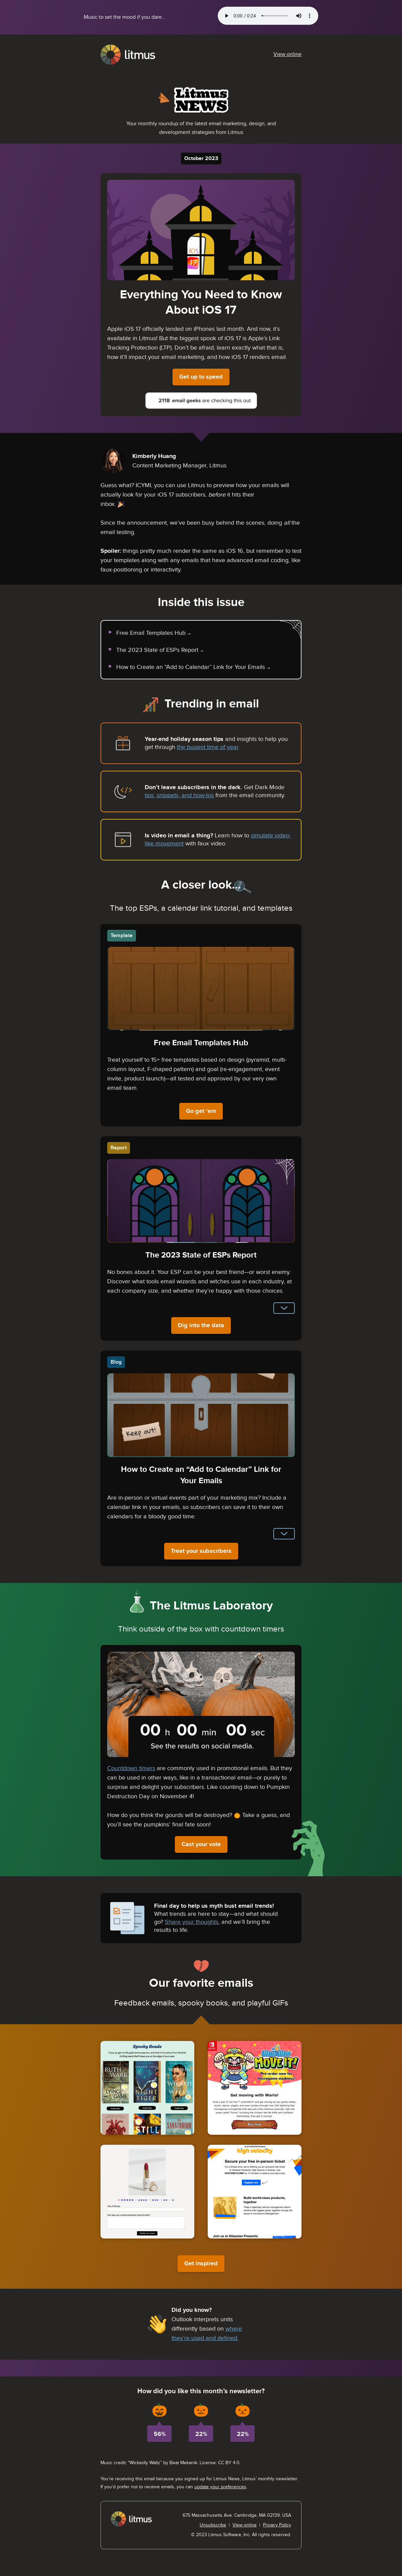 Music to set the mood if you dare...
0:00 / 0:24
litmus
View online
Litmus
NEWS
Your monthly roundup of the latest email marketing, design, and
development strategies from Litmus
October 2023
17
Everything You Need to Know
About iOS 17
Apple iOS 17 officially landed on iPhones last month. And now, it's
available in Litmus! But the biggest spook of iOS 17 is Apple's Link
Tracking Protection (LTP). Don't be afraid, learn exactly what that is,
how it'll impact your email marketing, and how iOS 17 renders email.
Get up to speed
2118 email geeks are checking this out
Kimberly Huang
Content Marketing Manager, Litmus
Guess what? ICYMI, you can use Litmus to preview how your emails will
actually look for your iOS 17 subscribers, before it hits their
inbox. 🎉
Since the announcement, we've been busy behind the scenes, doing all the
email testing.
Spoiler: things pretty much render the same as iOS 16, but remember to test
your templates along with any emails that have advanced email coding, like
faux-positioning or interactivity.
Inside this issue
Free Email Templates Hub→
The 2023 State of ESPs Report →
How to Create an "Add to Calendar" Link for Your Emails →
Trending in email
Year-end holiday season tips and insights to help you
get through the busiest time of year.
Don't leave subscribers in the dark. Get Dark Mode
tips, snippets, and how-tos from the email community.
Is video in email a thing? Learn how to simulate video-
like movement with faux video.
A closer look...
The top ESPs, a calendar link tutorial, and templates
Template
Free Email Templates Hub
Treat yourself to 15+ free templates based on design (pyramid, multi-
column layout, F-shaped pattern) and goal (re-engagement, event
invite, product launch)—all tested and approved by our very own
email team.
Go get 'em
Report
The 2023 State of ESPs Report
No bones about it. Your ESP can be your best friend—or worst enemy.
Discover what tools email wizards and witches use in each industry, at
each company size, and whether they're happy with those choices.
Dig into the data
Blog
Keep out!
How to Create an "Add to Calendar" Link for
Your Emails
Are in-person or virtual events part of your marketing mix? Include a
calendar link in your emails, so subscribers can save it to their own
calendars for a bloody good time.
Treat your subscribers
The Litmus Laboratory
Think outside of the box with countdown timers
00 h 00 min 00 sec
See the results on social media.
Countdown timers are commonly used in promotional emails. But they
can be used in other ways, like in a transactional email—or purely to
surprise and delight your subscribers. Like counting down to Pumpkin
Destruction Day on November 4!
How do you think the gourds will be destroyed? 🎃 Take a guess, and
you'll see the pumpkins' final fate soon!
Cast your vote
Final day to help us myth bust email trends!
What trends are here to stay—and what should
go? Share your thoughts, and we'll bring the
results to life.
Our favorite emails
Feedback emails, spooky books, and playful GIFs
Spooky Reads
RUTH WARE
LYING GAME
NIGHT
TIGER
STILL
MOVE IT!
Get moving with Wario!
high velocity
Secure your free in-person ticket
Build world-class products,
together
Get inspired
Did you know?
Outlook interprets units
differently based on where
they're used and defined.
How did you like this month's newsletter?
56%
22%
22%
Music credit: "Wickedly Waltz" by Beat Mekanik. License: CC BY 4.0
You're receiving this email because you signed up for Litmus News, Litmus' monthly newsletter.
If you'd prefer not to receive emails, you can update your preferences.
litmus
675 Massachusetts Ave. Cambridge, MA 02139, USA
Unsubscribe | View online | Privacy Policy
© 2023 Litmus Software, Inc. All rights reserved.